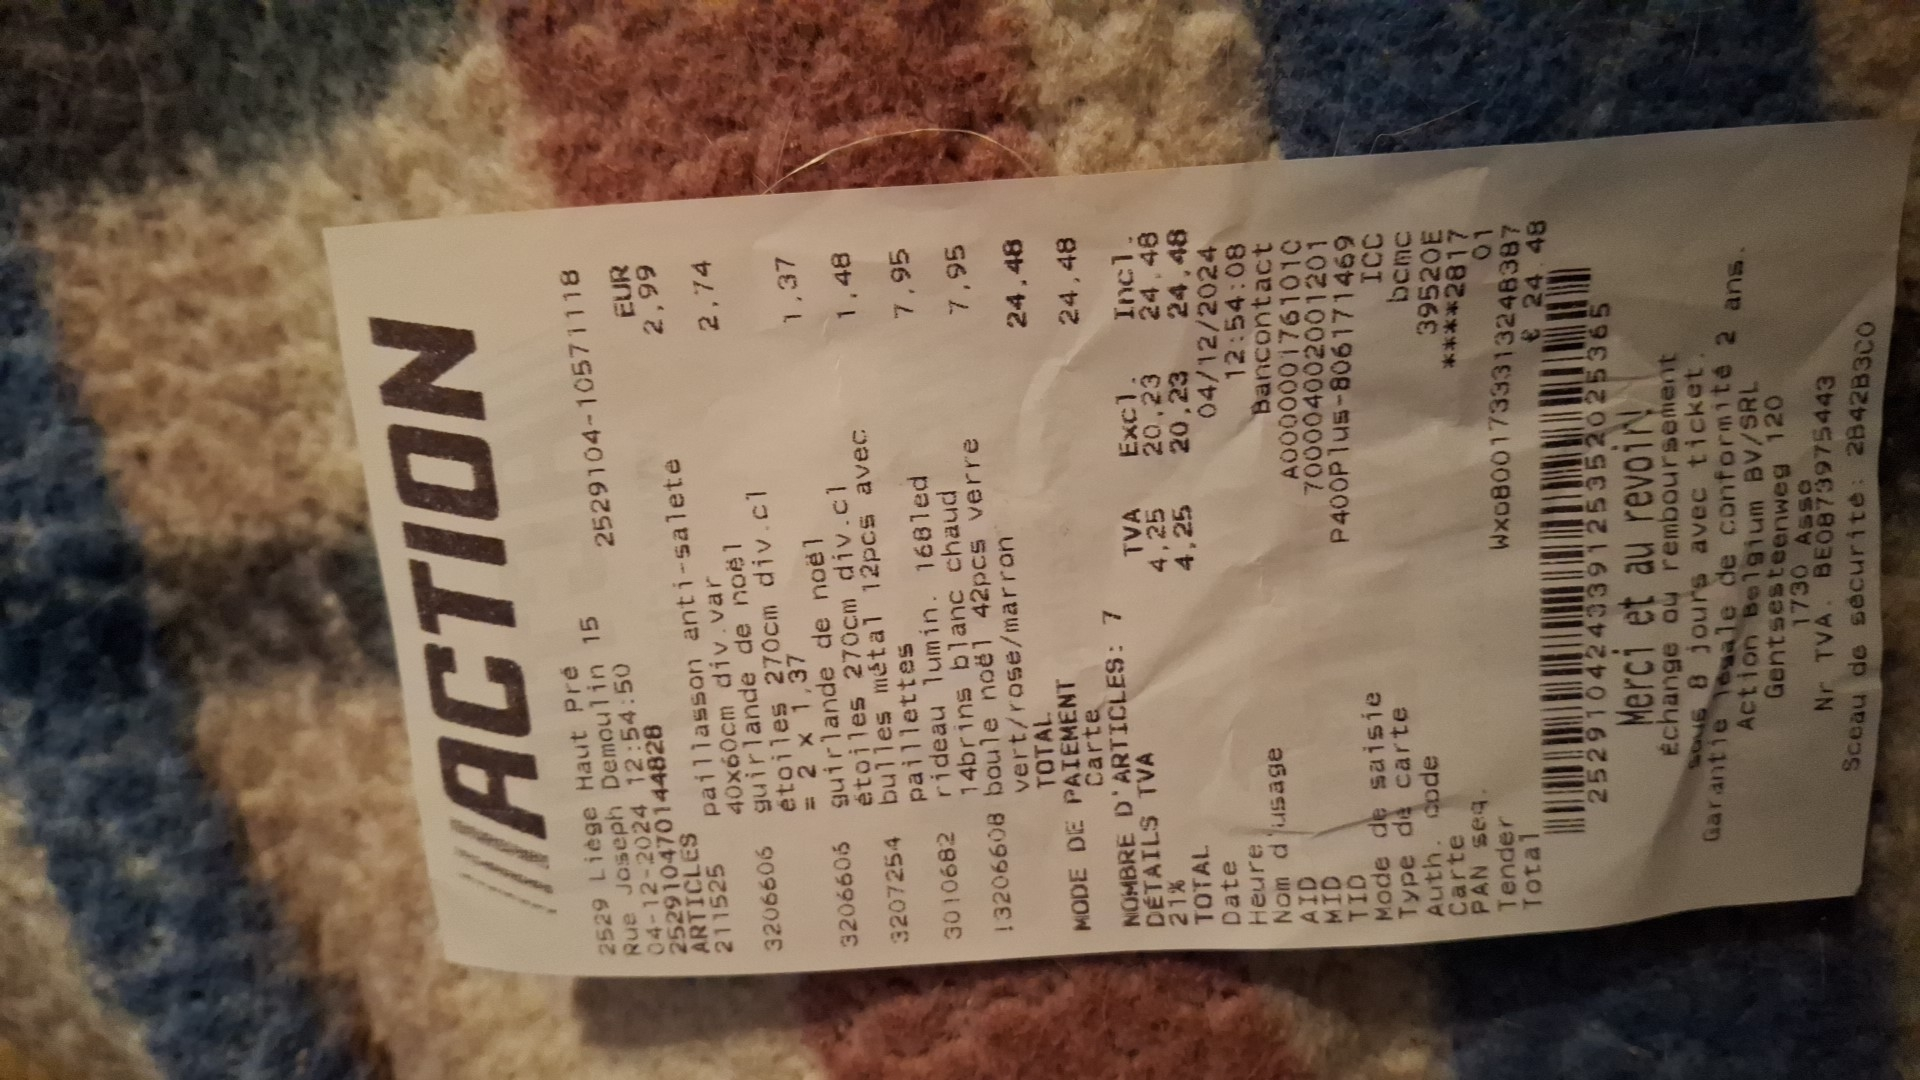 ACTION
2529 Liège Haut Pré
Rue Joseph Demoulin 15
04-12-2024 12:54:50 2529104-10571118
252910470144828
ARTICLES EUR
211525 paillasson anti-salete 2,99
40x60cm div.var
3206606 guirlande de noël 2,74
étoiles 270cm div.cl
= 2 x 1,37
3206606 guirlande de noël 1,37
étoiles 270cm div.cl
3207254 bulles métal 12pcs avec 1,48
paillettes
3010682 rideau lumin. 168led 7,95
14brins blanc chaud
13206608 boule noël 42pcs verre 7,95
vert/rose/marron
TOTAL 24,48
MODE DE PAIEMENT
Carte 24,48
NOMBRE D'ARTICLES: 7
DÉTAILS TVA TVA Excl. Incl.
21% 4,25 20,23 24,48
TOTAL 4,25 20,23 24,48
Date 04/12/2024
Heure 12:54:08
Nom d'usage Bancontact
AID A0000001761010
MID 700004002001201
TID P400Plus-806171469
Mode de saisie ICC
Type de carte bcmc
Auth. code 39520E
Carte ****2817
PAN seq. 01
Tender Wxo8001733313248387
Total € 24.48
252910424339125352025365
Merci et au revoir!
Échange ou remboursement
sous 8 jours avec ticket.
Garantie légale de conformité 2 ans.
Action Belgium BV/SRL
Gentsesteenweg 120
1730 Asse
Nr TVA. BE0873975443
Sceau de sécurité: 2B42B3C0